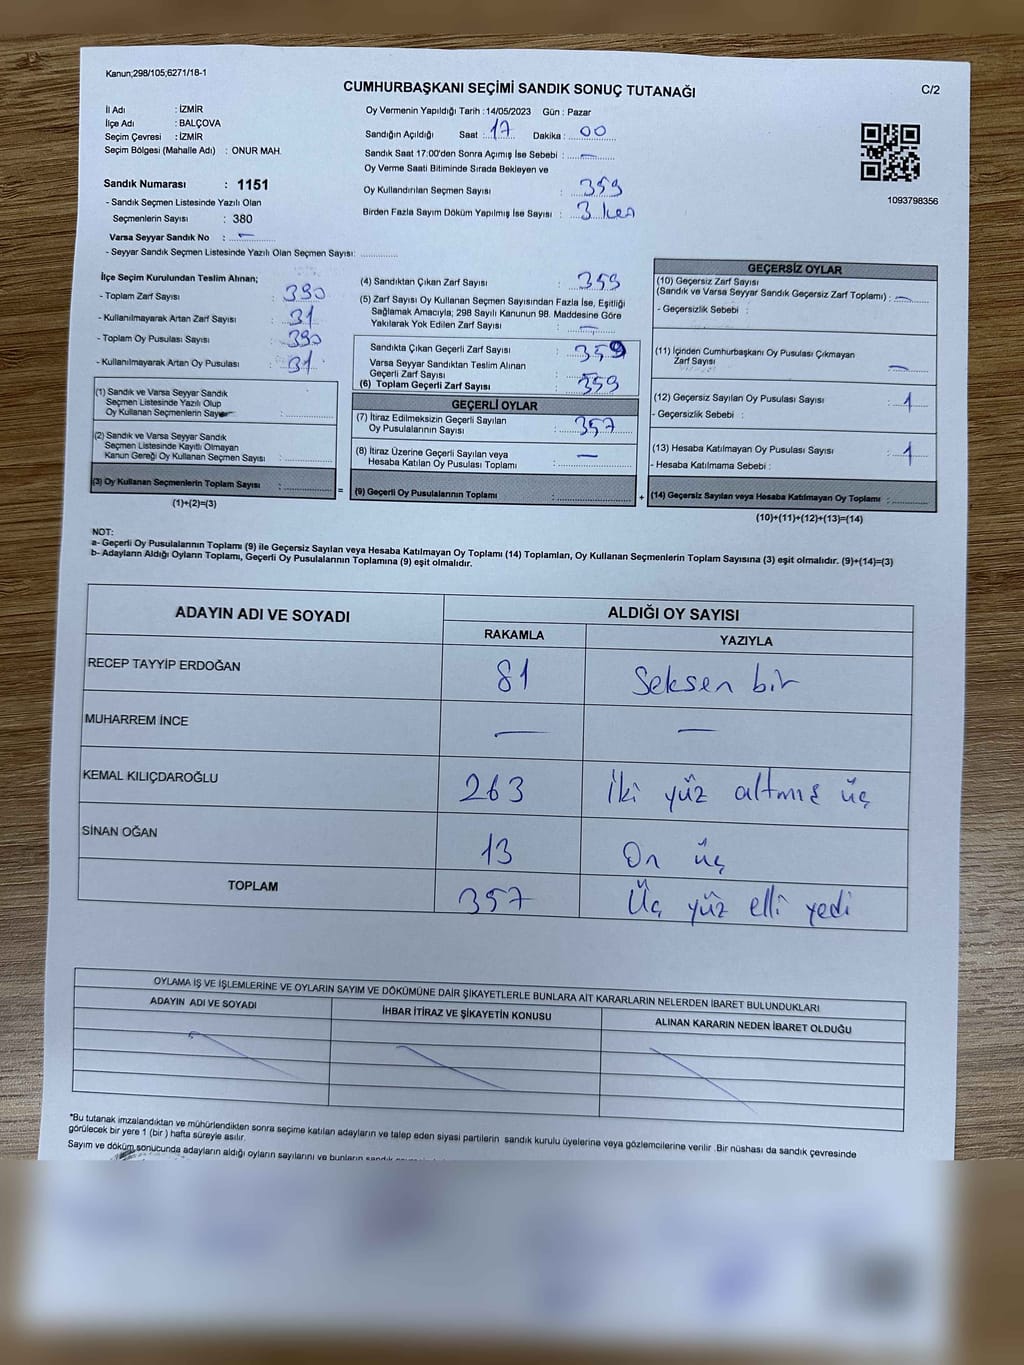 Kanun;298/105;6271/18-1
CUMHURBAŞKANI SEÇİMİ SANDIK SONUÇ TUTANAĞI
C/2
İl Adı : İZMİR
İlçe Adı : BALÇOVA
Seçim Çevresi : İZMİR
Seçim Bölgesi (Mahalle Adı) : ONUR MAH.
Sandık Numarası : 1151
- Sandık Seçmen Listesinde Yazılı Olan
Seçmenlerin Sayısı : 380
Varsa Seyyar Sandık No : —
- Seyyar Sandık Seçmen Listesinde Yazılı Olan Seçmen Sayısı: ..................
Oy Vermenin Yapıldığı Tarih : 14/05/2023 Gün : Pazar
Sandığın Açıldığı Saat : 17 Dakika : 00
Sandık Saat 17:00'den Sonra Açımış İse Sebebi : —
Oy Verme Saati Bitiminde Sırada Bekleyen ve
Oy Kullandırılan Seçmen Sayısı : 359
Birden Fazla Sayım Döküm Yapılmış İse Sayısı : 3 kez
1093798356
İlçe Seçim Kurulundan Teslim Alınan;
- Toplam Zarf Sayısı : 390
- Kullanılmayarak Artan Zarf Sayısı : 31
- Toplam Oy Pusulası Sayısı : 390
- Kullanılmayarak Artan Oy Pusulası : 31
(1) Sandık ve Varsa Seyyar Sandık
Seçmen Listesinde Yazılı Olup
Oy Kullanan Seçmenlerin Sayısı : ..................
(2) Sandık ve Varsa Seyyar Sandık
Seçmen Listesinde Kayıtlı Olmayan
Kanun Gereği Oy Kullanan Seçmen Sayısı : ..................
(3) Oy Kullanan Seçmenlerin Toplam Sayısı : ..................
(1)+(2)=(3)
(4) Sandıktan Çıkan Zarf Sayısı : 359
(5) Zarf Sayısı Oy Kullanan Seçmen Sayısından Fazla İse, Eşitliği
Sağlamak Amacıyla; 298 Sayılı Kanunun 98. Maddesine Göre
Yakılarak Yok Edilen Zarf Sayısı : —
Sandıkta Çıkan Geçerli Zarf Sayısı : 359
Varsa Seyyar Sandıktan Teslim Alınan
Geçerli Zarf Sayısı :
(6) Toplam Geçerli Zarf Sayısı : 359
GEÇERLİ OYLAR
(7) İtiraz Edilmeksizin Geçerli Sayılan
Oy Pusulalarının Sayısı : 357
(8) İtiraz Üzerine Geçerli Sayılan veya
Hesaba Katılan Oy Pusulası Toplamı : —
= (9) Geçerli Oy Pusulalarının Toplamı : ..................
GEÇERSİZ OYLAR
(10) Geçersiz Zarf Sayısı
(Sandık ve Varsa Seyyar Sandık Geçersiz Zarf Toplamı) : —
- Geçersizlik Sebebi :
(11) İçinden Cumhurbaşkanı Oy Pusulası Çıkmayan
Zarf Sayısı —
(12) Geçersiz Sayılan Oy Pusulası Sayısı : 1
- Geçersizlik Sebebi :
(13) Hesaba Katılmayan Oy Pusulası Sayısı : 1
- Hesaba Katılmama Sebebi :
+ (14) Geçersiz Sayılan veya Hesaba Katılmayan Oy Toplamı : ..........
(10)+(11)+(12)+(13)=(14)
NOT:
a- Geçerli Oy Pusulalarının Toplamı (9) ile Geçersiz Sayılan veya Hesaba Katılmayan Oy Toplamı (14) Toplamları, Oy Kullanan Seçmenlerin Toplam Sayısına (3) eşit olmalıdır. (9)+(14)=(3)
b- Adayların Aldığı Oyların Toplamı, Geçerli Oy Pusulalarının Toplamına (9) eşit olmalıdır.
ADAYIN ADI VE SOYADI
ALDIĞI OY SAYISI
RAKAMLA YAZIYLA
RECEP TAYYİP ERDOĞAN 81 Seksen bir
MUHARREM İNCE — —
KEMAL KILIÇDAROĞLU 263 İki yüz altmış üç
SİNAN OĞAN 13 On üç
TOPLAM 357 Üç yüz elli yedi
OYLAMA İŞ VE İŞLEMLERİNE VE OYLARIN SAYIM VE DÖKÜMÜNE DAİR ŞİKAYETLERLE BUNLARA AİT KARARLARIN NELERDEN İBARET BULUNDUKLARI
ADAYIN ADI VE SOYADI
İHBAR İTİRAZ VE ŞİKAYETİN KONUSU
ALINAN KARARIN NEDEN İBARET OLDUĞU
*Bu tutanak imzalandıktan ve mühürlendikten sonra seçime katılan adayların ve talep eden siyasi partilerin sandık kurulu üyelerine veya gözlemcilerine verilir .Bir nüshası da sandık çevresinde
görülecek bir yere 1 (bir ) hafta süreyle asılır.
Sayım ve döküm sonucunda adayların aldığı oyların sayılarını ve bunların